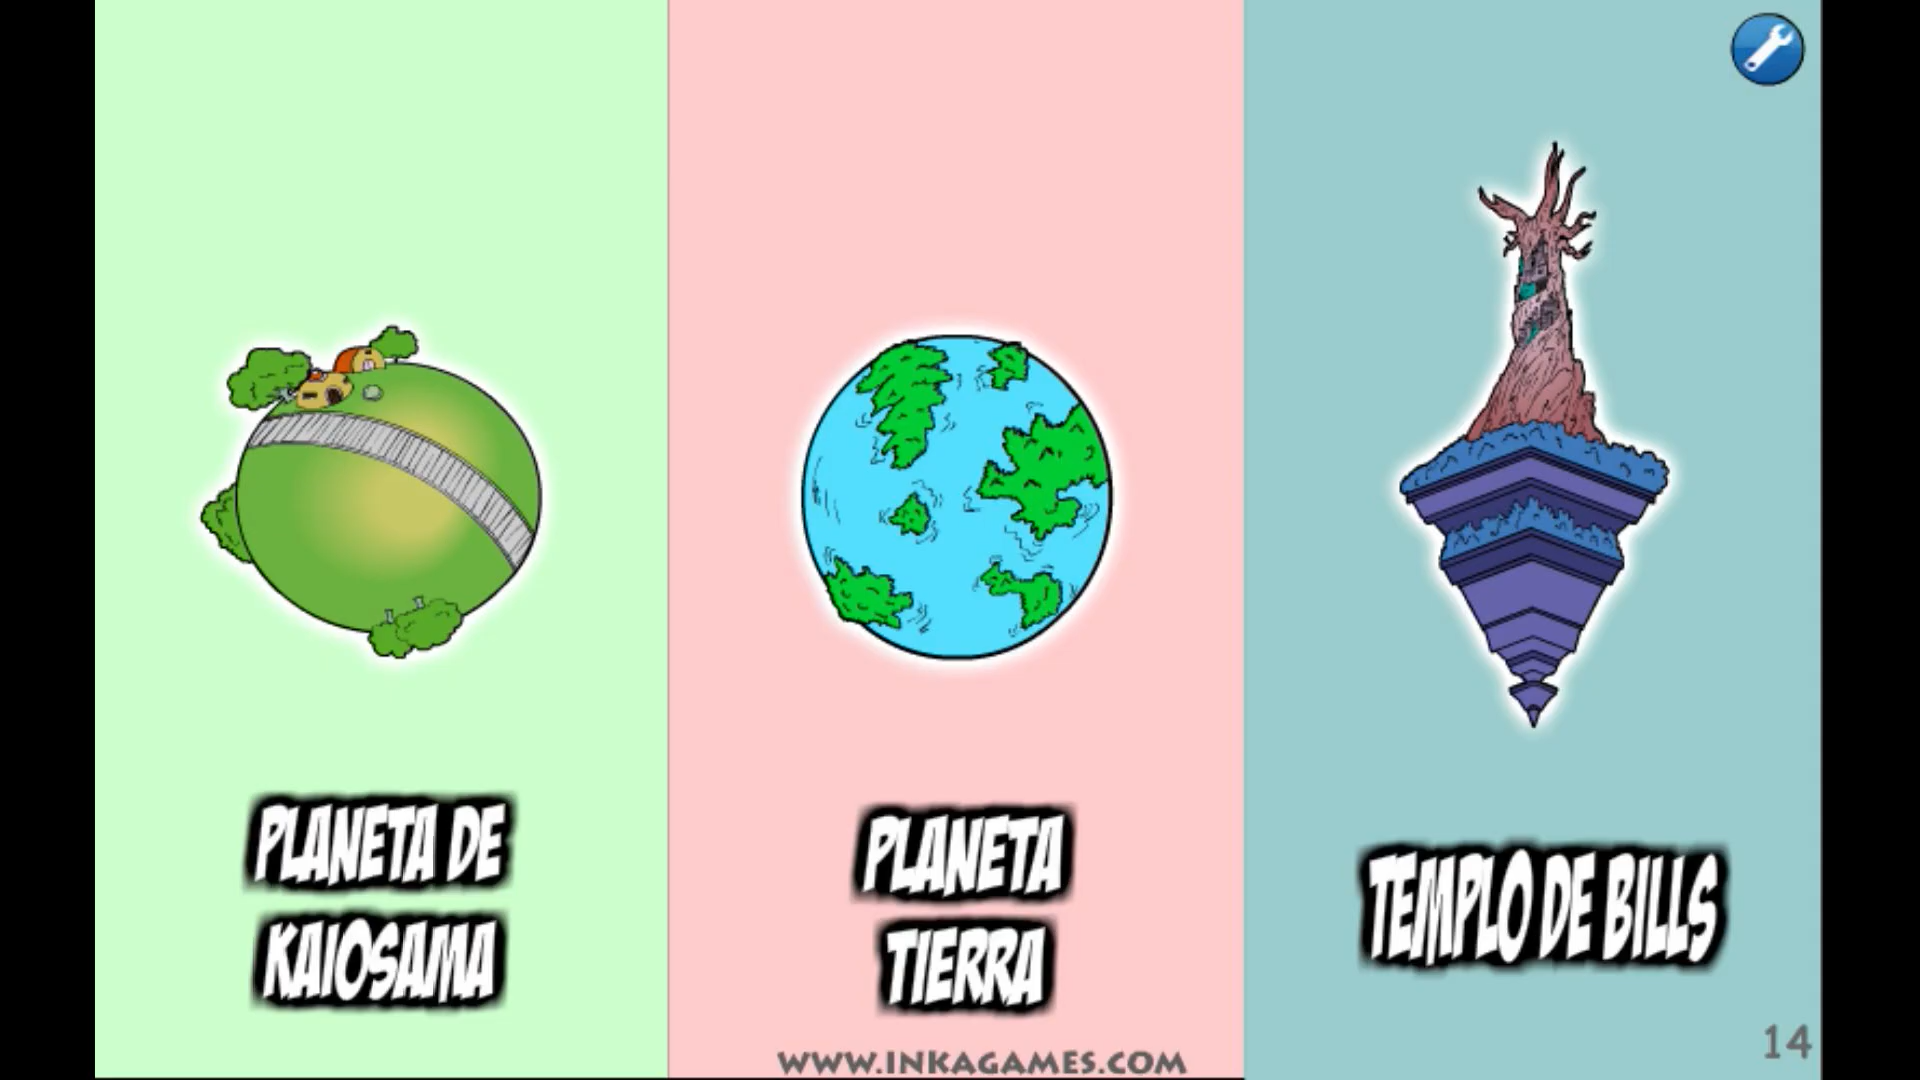 PLANETA DE
KAIOSAMA
PLANETA
TIERRA
TEMPLO DE BILLS
WWW.INKAGAMES.COM
14